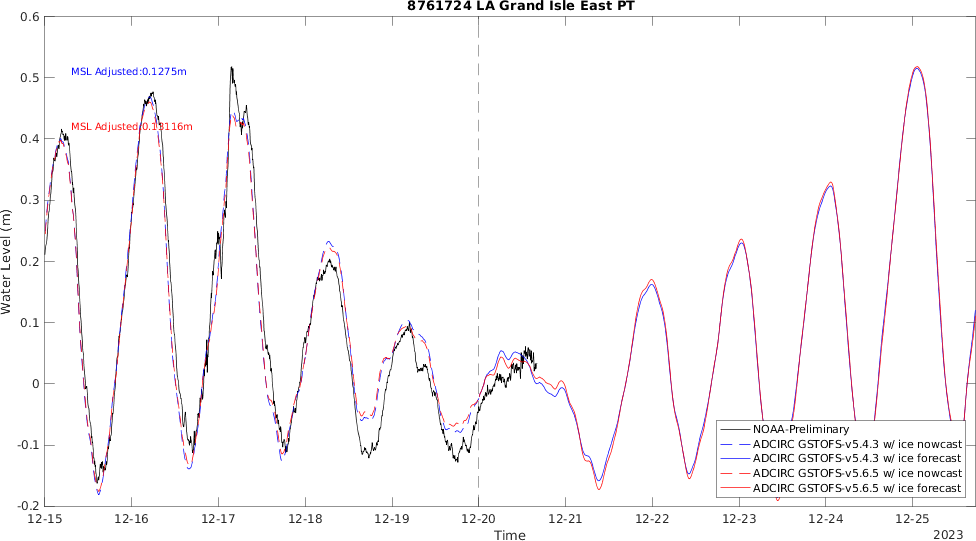 8761724 LA Grand Isle East PT
0.6
0.5
0.4
0.3
0.2
0.1
0
-0.1
-0.2
Water Level (m)
MSL Adjusted:0.1275m
MSL Adjusted:0.13116m
NOAA-Preliminary
ADCIRC GSTOFS-v5.4.3 w/ ice nowcast
ADCIRC GSTOFS-v5.4.3 w/ ice forecast
ADCIRC GSTOFS-v5.6.5 w/ ice nowcast
ADCIRC GSTOFS-v5.6.5 w/ ice forecast
12-15 12-16 12-17 12-18 12-19 12-20 12-21 12-22 12-23 12-24 12-25
Time
2023